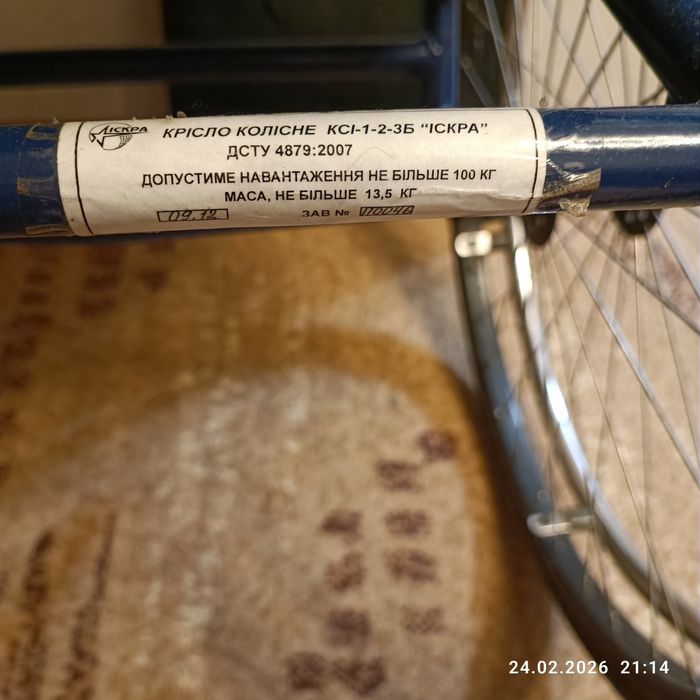 ІСКРА
КРІСЛО КОЛІСНЕ КСІ-1-2-3Б “ІСКРА”
ДСТУ 4879:2007
ДОПУСТИМЕ НАВАНТАЖЕННЯ НЕ БІЛЬШЕ 100 КГ
МАСА, НЕ БІЛЬШЕ 13,5 КГ
09.12 ЗАВ №
24.02.2026 21:14